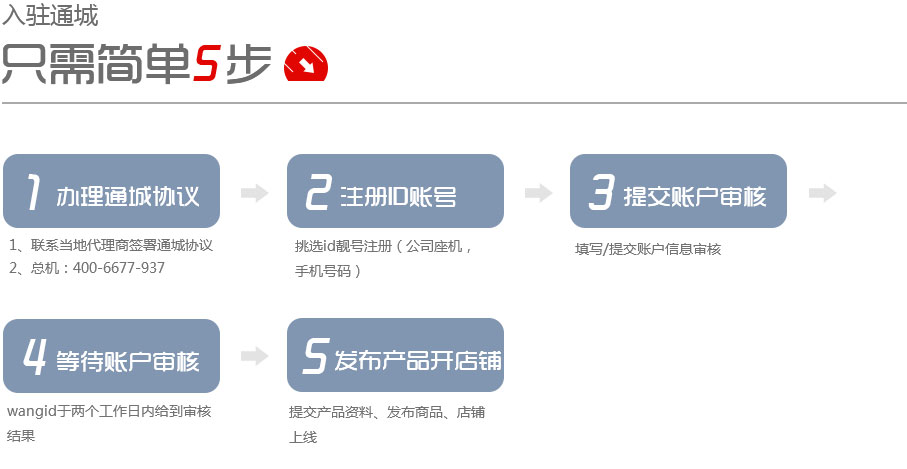 入驻通城
只需简单5步
1 办理通城协议
1、联系当地代理商签署通城协议
2、总机：400-6677-937
2 注册ID账号
挑选id靓号注册（公司座机，
手机号码）
3 提交账户审核
填写/提交账户信息审核
4 等待账户审核
wangid于两个工作日内给到审核
结果
5 发布产品开店铺
提交产品资料、发布商品、店铺
上线